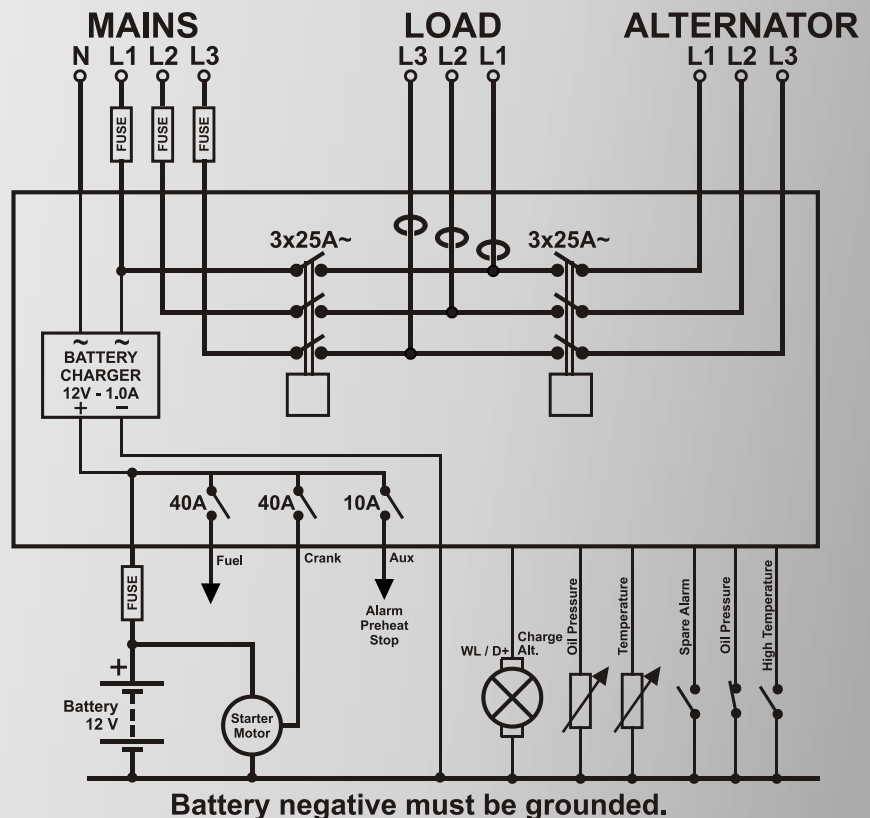 MAINS LOAD ALTERNATOR
N L1 L2 L3 L3 L2 L1 L1 L2 L3
FUSE FUSE FUSE
3x25A~ 3x25A~
~ ~
BATTERY
CHARGER
12V - 1.0A
+ −
40A 40A 10A
Fuel Crank Aux
Alarm
Preheat
Stop
FUSE
WL / D+
Charge
Alt.
Oil Pressure
Temperature
Spare Alarm
Oil Pressure
High Temperature
+
Battery
12 V
Starter
Motor
Battery negative must be grounded.